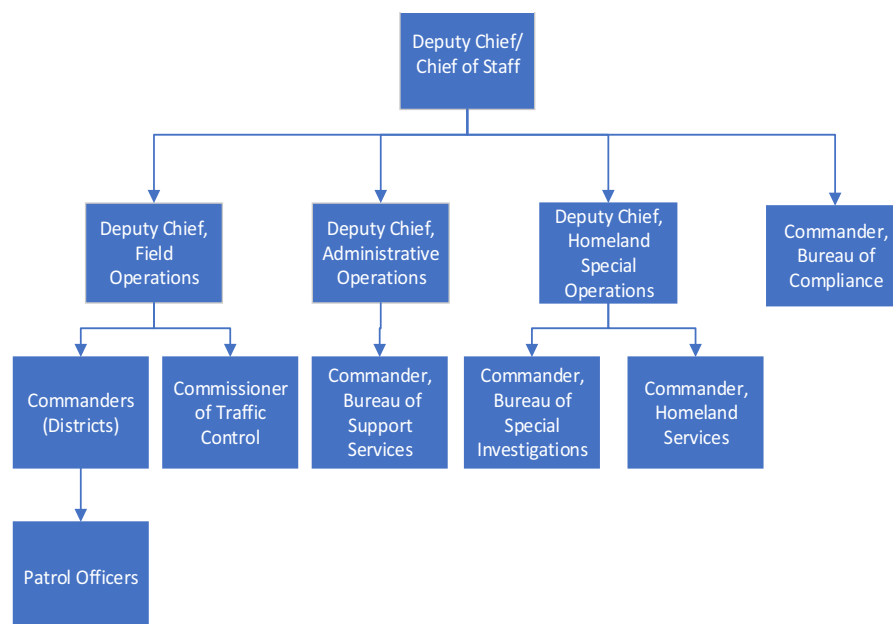 Deputy Chief/
Chief of Staff
Deputy Chief,
Field
Operations
Deputy Chief,
Administrative
Operations
Deputy Chief,
Homeland
Special
Operations
Commander,
Bureau of
Compliance
Commanders
(Districts)
Commissioner
of Traffic
Control
Commander,
Bureau of
Support
Services
Commander,
Bureau of
Special
Investigations
Commander,
Homeland
Services
Patrol Officers